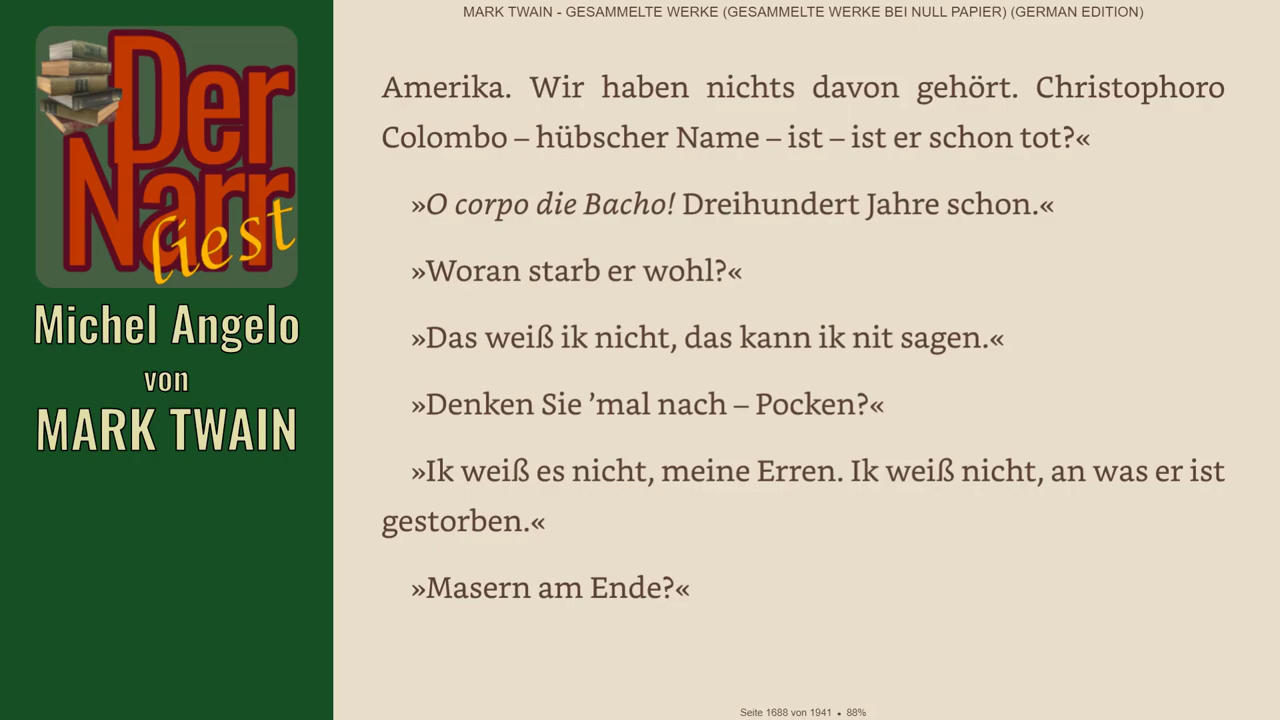 Der
Narr
liest
Michel Angelo
von
MARK TWAIN
MARK TWAIN - GESAMMELTE WERKE (GESAMMELTE WERKE BEI NULL PAPIER) (GERMAN EDITION)
Amerika. Wir haben nichts davon gehört. Christophoro
Colombo – hübscher Name – ist – ist er schon tot?«
»O corpo die Bacho! Dreihundert Jahre schon.«
»Woran starb er wohl?«
»Das weiß ik nicht, das kann ik nit sagen.«
»Denken Sie ’mal nach – Pocken?«
»Ik weiß es nicht, meine Erren. Ik weiß nicht, an was er ist
gestorben.«
»Masern am Ende?«
Seite 1688 von 1941 • 88%